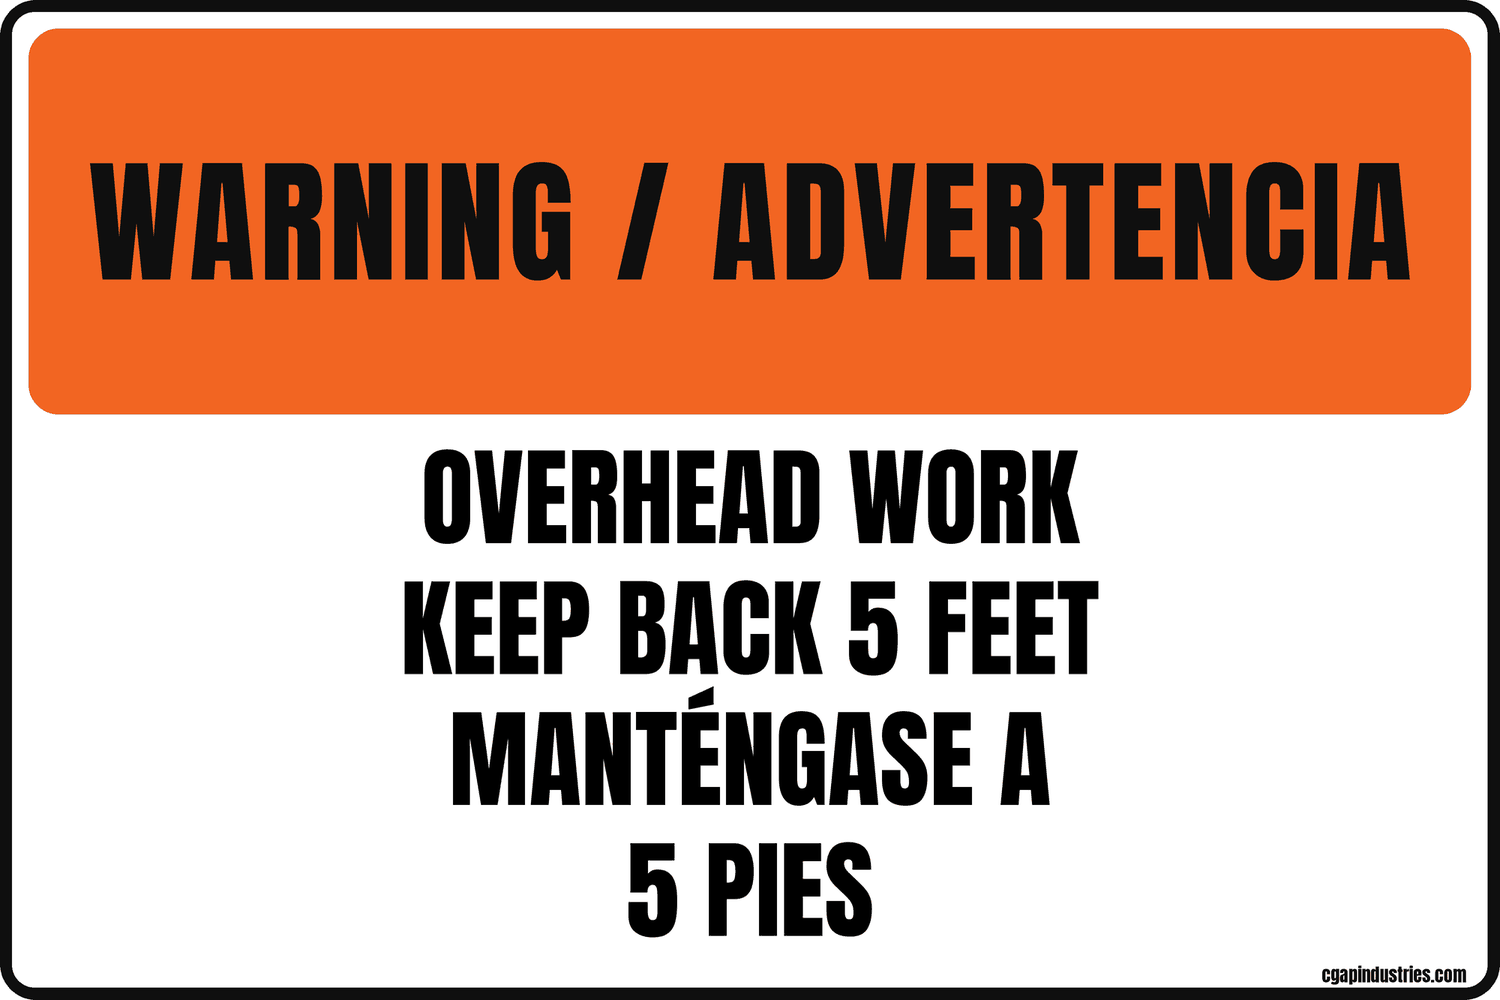 WARNING / ADVERTENCIA
OVERHEAD WORK
KEEP BACK 5 FEET
MANTÉNGASE A
5 PIES
cgapindustries.com